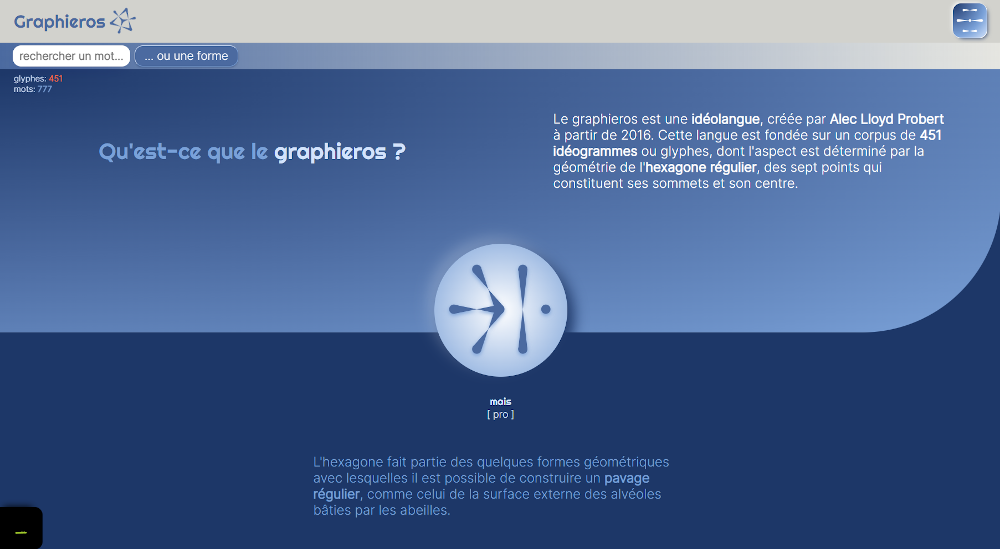 Graphieros
rechercher un mot...
... ou une forme
glyphes: 451
mots: 777
Qu'est-ce que le graphieros ?
Le graphieros est une idéolangue, créée par Alec Lloyd Probert
à partir de 2016. Cette langue est fondée sur un corpus de 451
idéogrammes ou glyphes, dont l'aspect est déterminé par la
géométrie de l'hexagone régulier, des sept points qui
constituent ses sommets et son centre.
mais
[ pro ]
L'hexagone fait partie des quelques formes géométriques
avec lesquelles il est possible de construire un pavage
régulier, comme celui de la surface externe des alvéoles
bâties par les abeilles.